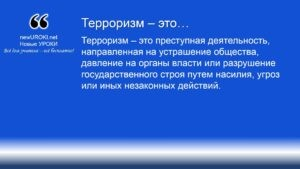 Терроризм – это…
newUROKI.net
Новые УРОКИ
Всё для учителя – всё бесплатно!
Терроризм – это преступная деятельность,
направленная на устрашение общества,
давление на органы власти или разрушение
государственного строя путем насилия, угроз
или иных незаконных действий.